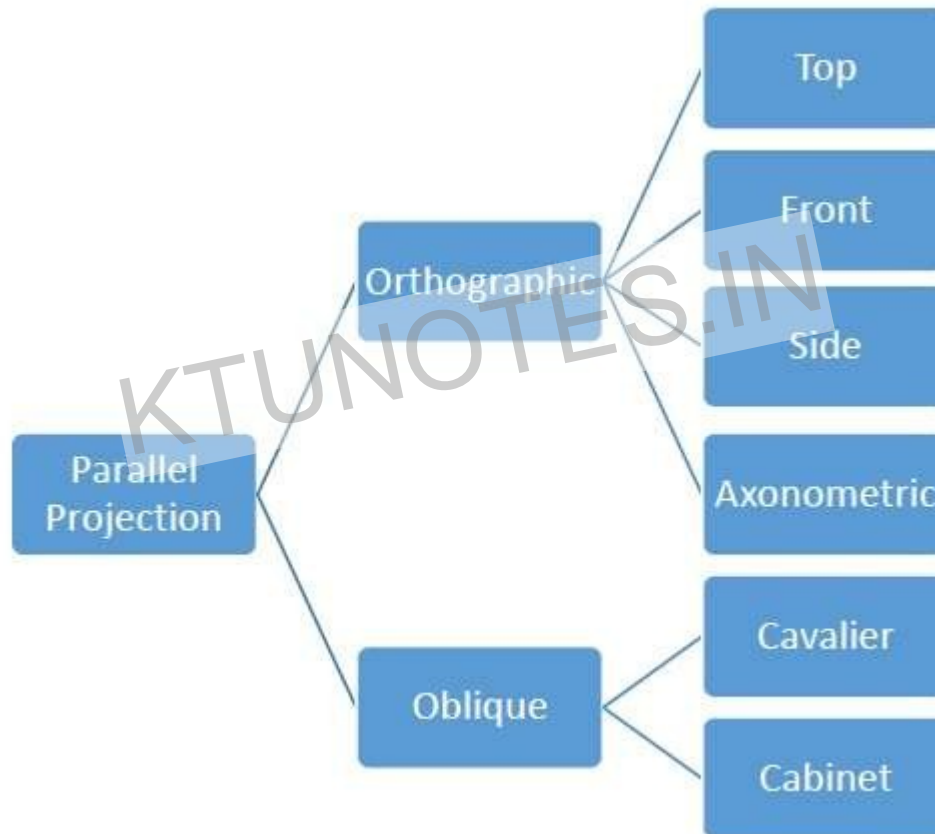 Top
Front
Orthographic
Side
KTUNOTES.IN
Parallel
Projection
Axonometric
Cavalier
Oblique
Cabinet